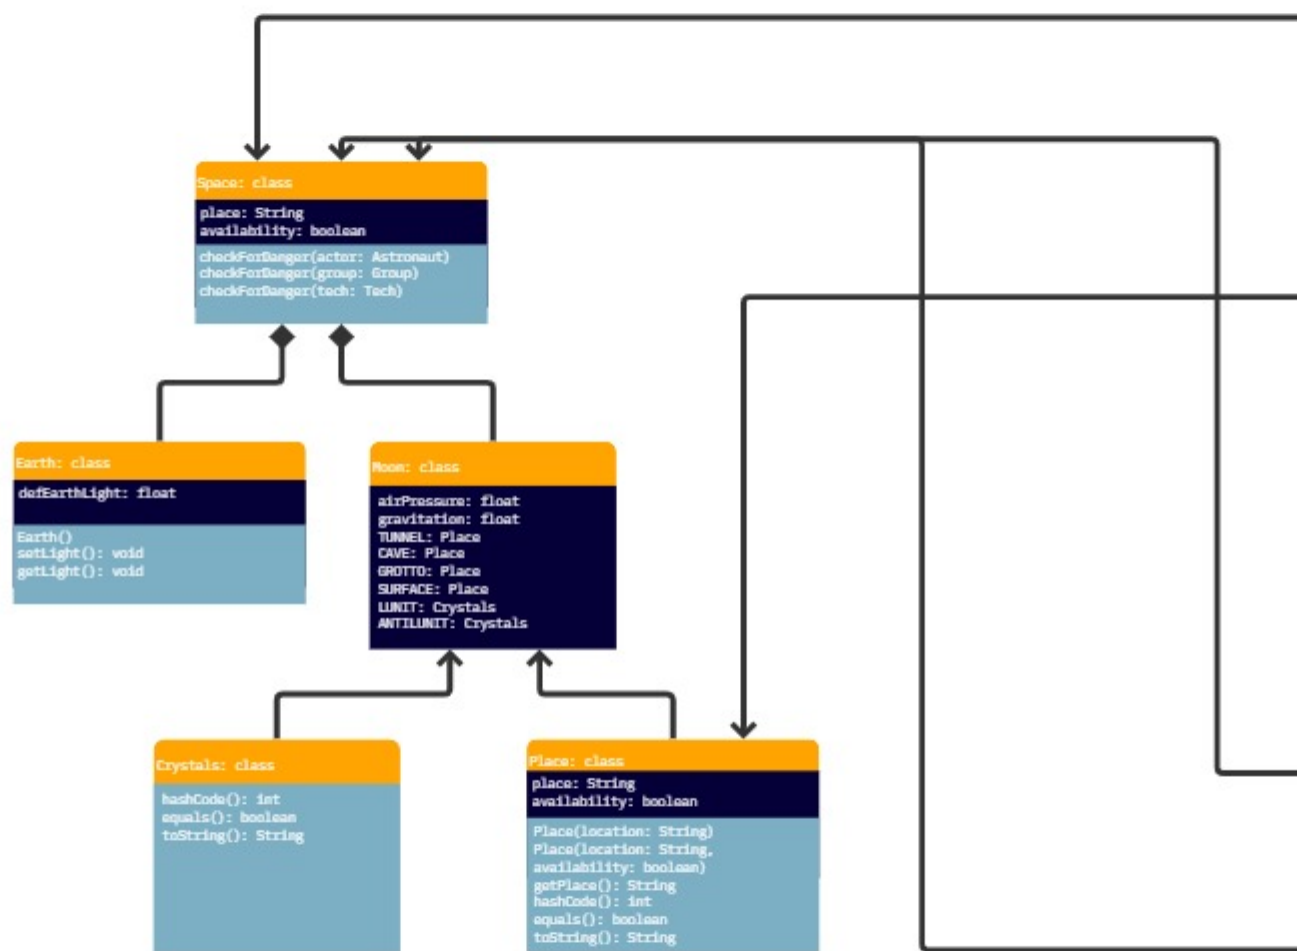 Space: class
place: String
availability: boolean
checkForDanger(actor: Astronaut)
checkForDanger(group: Group)
checkForDanger(tech: Tech)
Earth: class
defEarthLight: float
Earth()
setLight(): void
getLight(): void
Moon: class
airPressure: float
gravitation: float
TUNNEL: Place
CAVE: Place
GROTTO: Place
SURFACE: Place
LUNIT: Crystals
ANTILUNIT: Crystals
Crystals: class
hashCode(): int
equals(): boolean
toString(): String
Place: class
place: String
availability: boolean
Place(location: String)
Place(location: String,
availability: boolean)
getPlace(): String
hashCode(): int
equals(): boolean
toString(): String